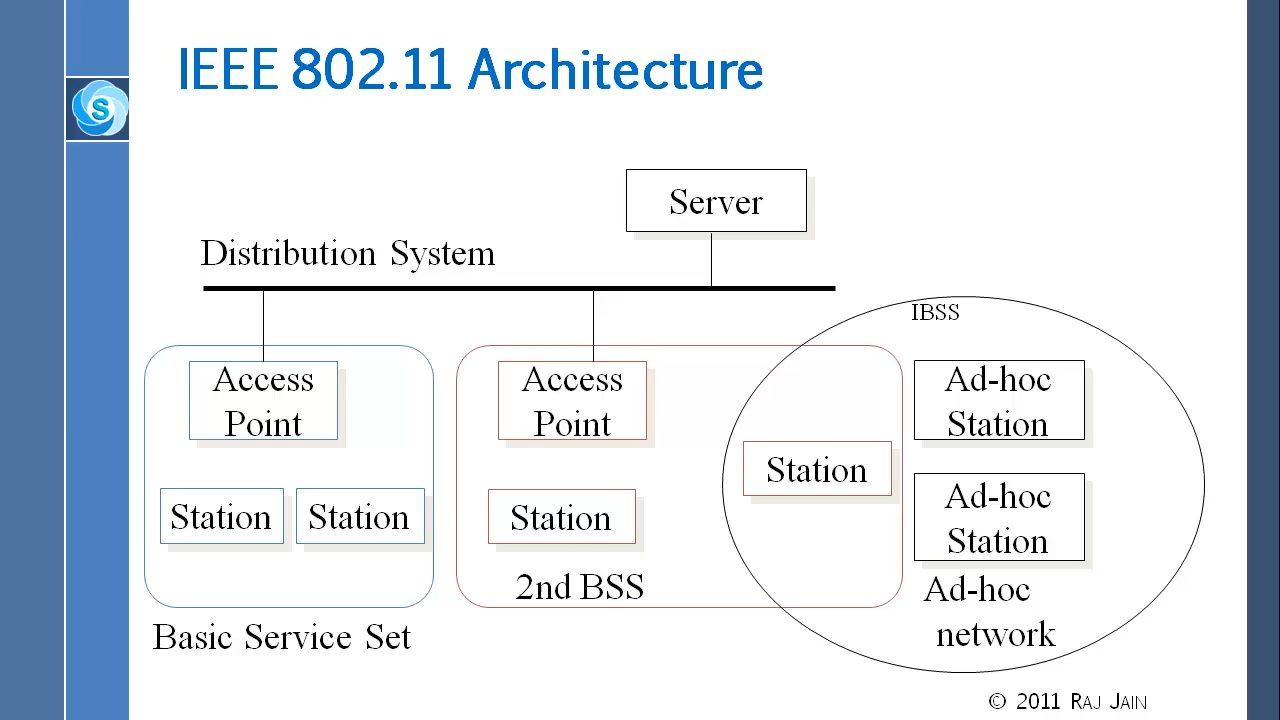 IEEE 802.11 Architecture
S
Server
Distribution System
IBSS
Access
Point
Access
Point
Ad-hoc
Station
Station
Station
Station
Station
Ad-hoc
Station
2nd BSS
Ad-hoc
network
Basic Service Set
© 2011 RAJ JAIN